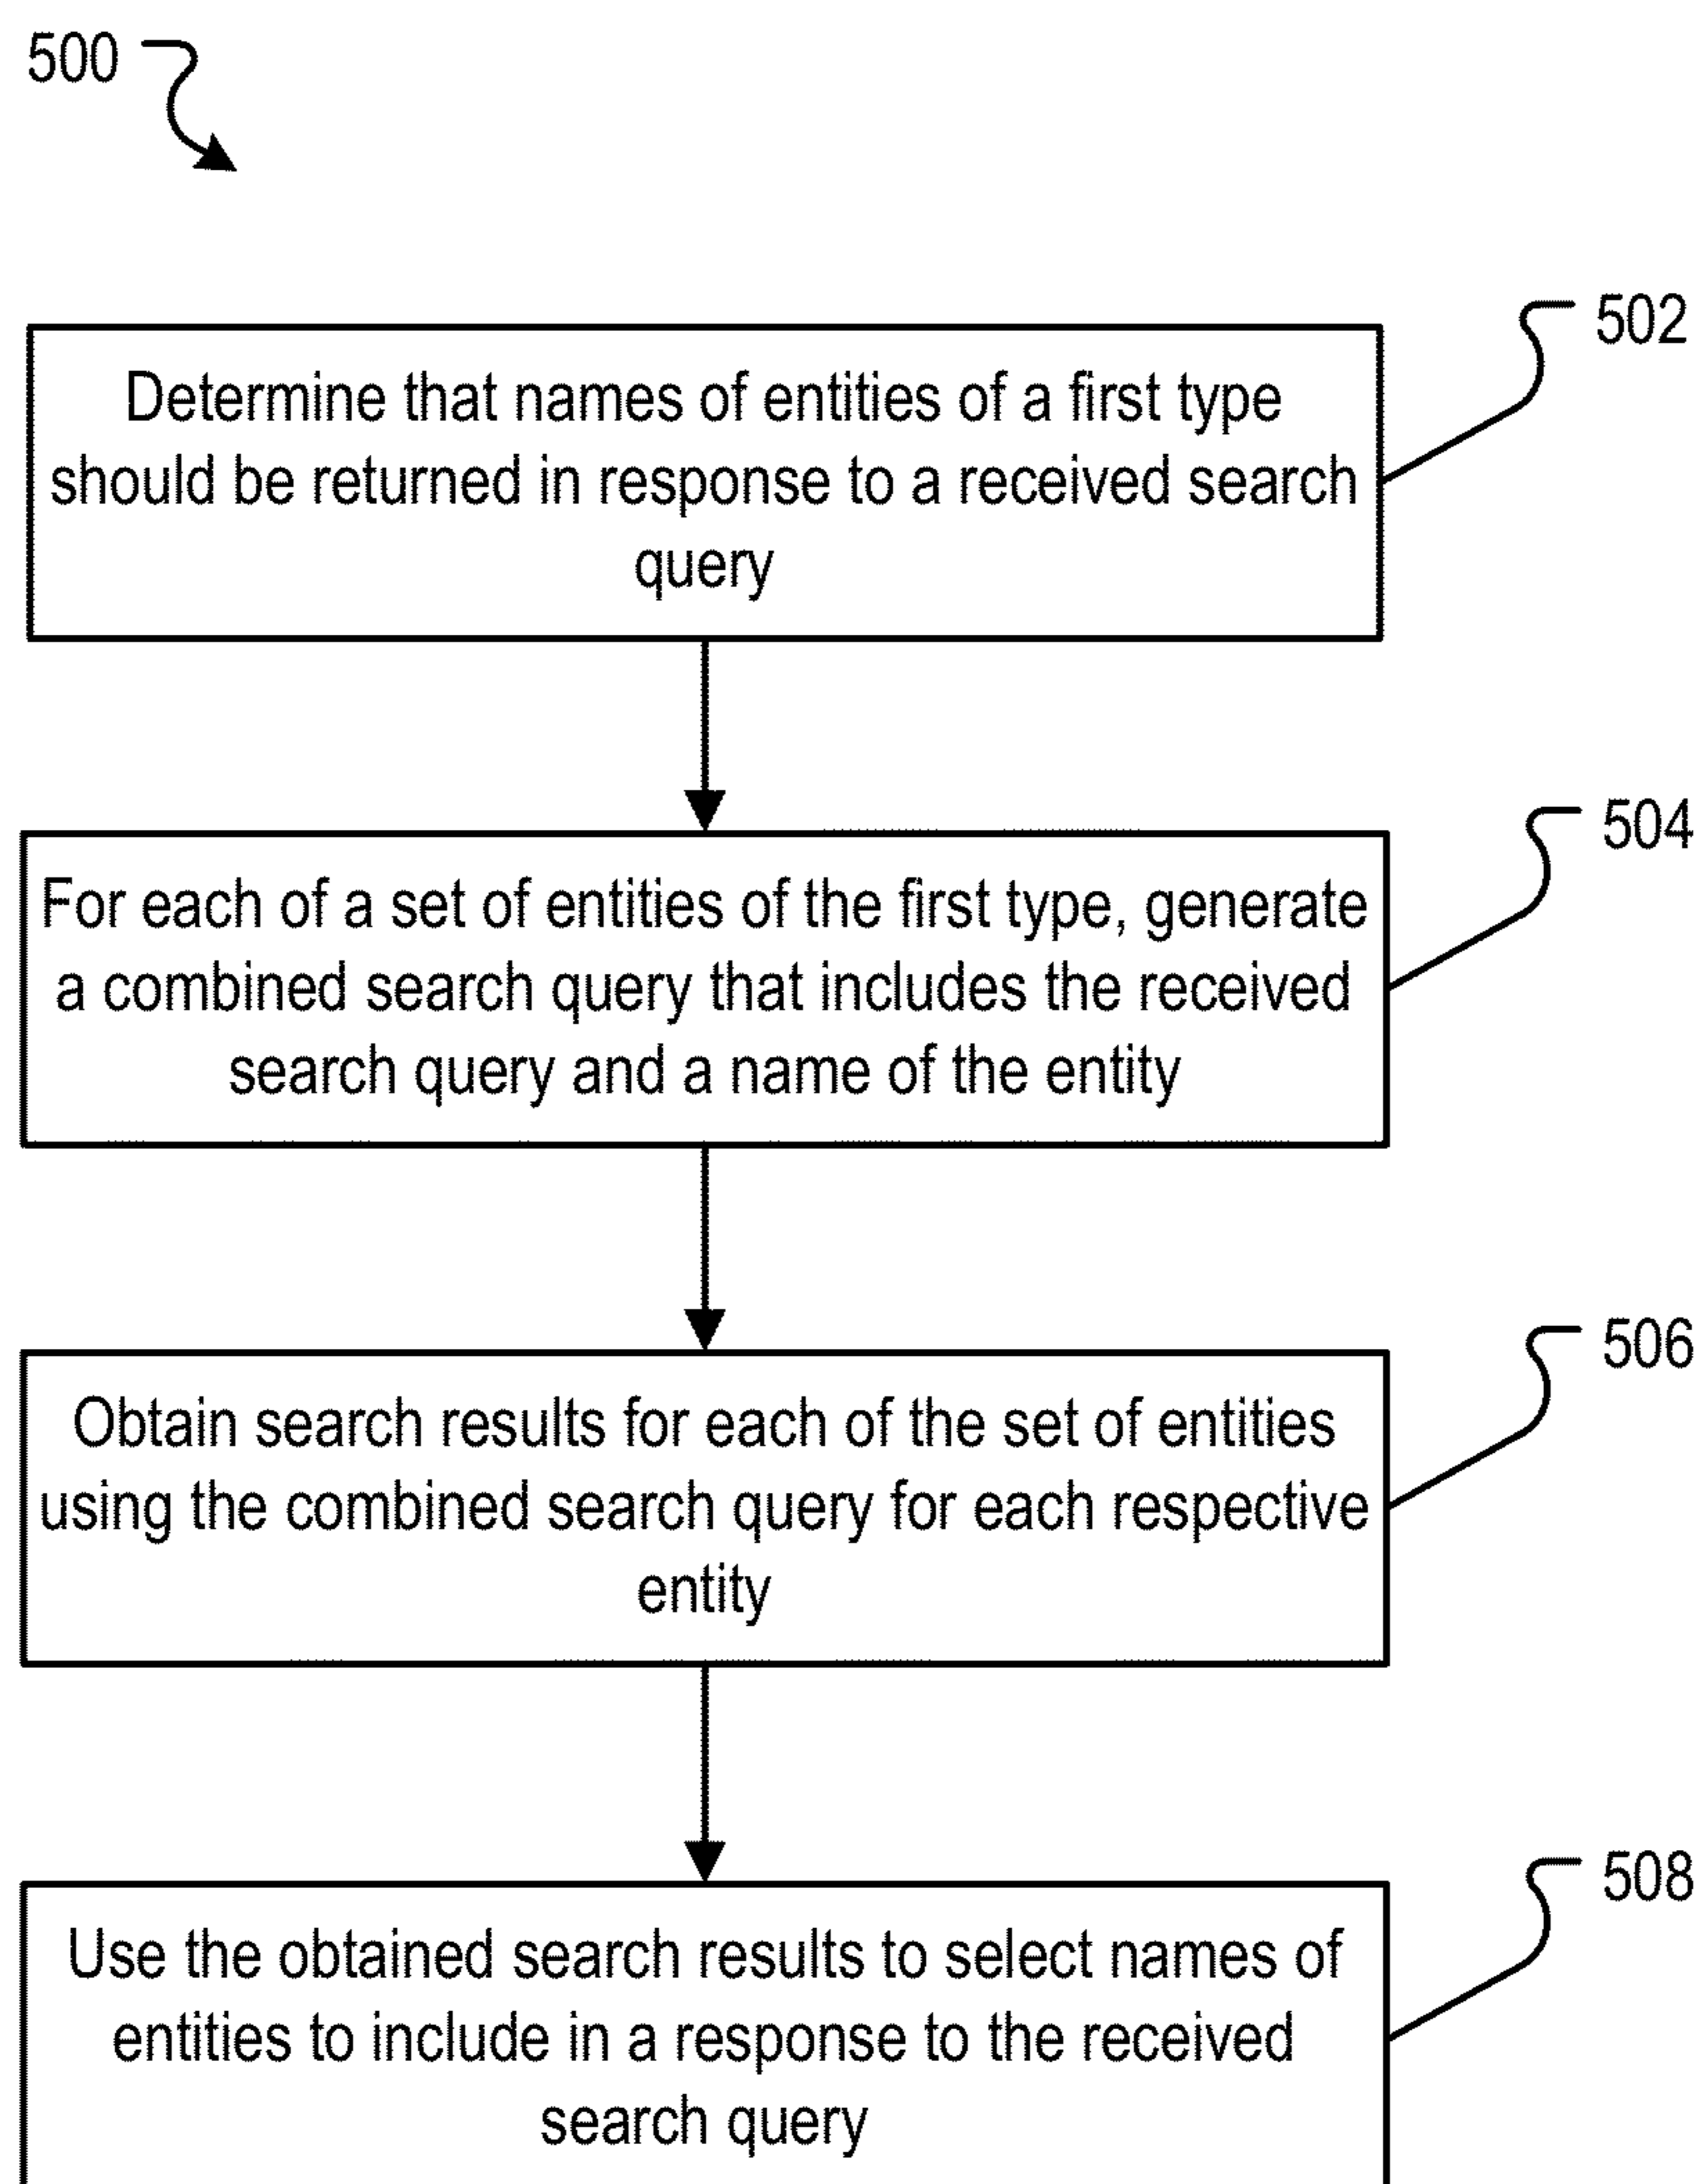 500
502
Determine that names of entities of a first type
should be returned in response to a received search
query
504
For each of a set of entities of the first type, generate
a combined search query that includes the received
search query and a name of the entity
506
Obtain search results for each of the set of entities
using the combined search query for each respective
entity
508
Use the obtained search results to select names of
entities to include in a response to the received
search query